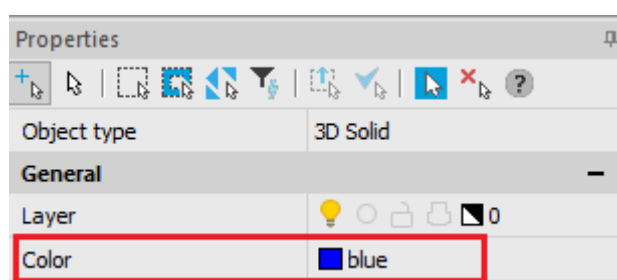 Properties
?
Object type 3D Solid
General
Layer 0
Color blue